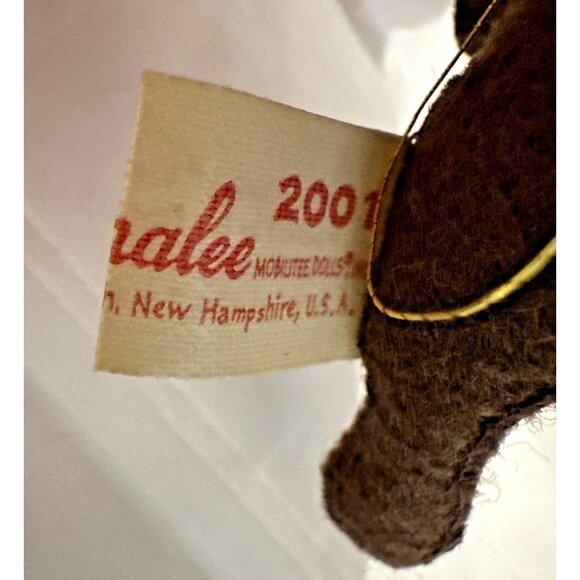 2001
nalee MOBILITEE DOLLS®
n, New Hampshire, U.S.A.